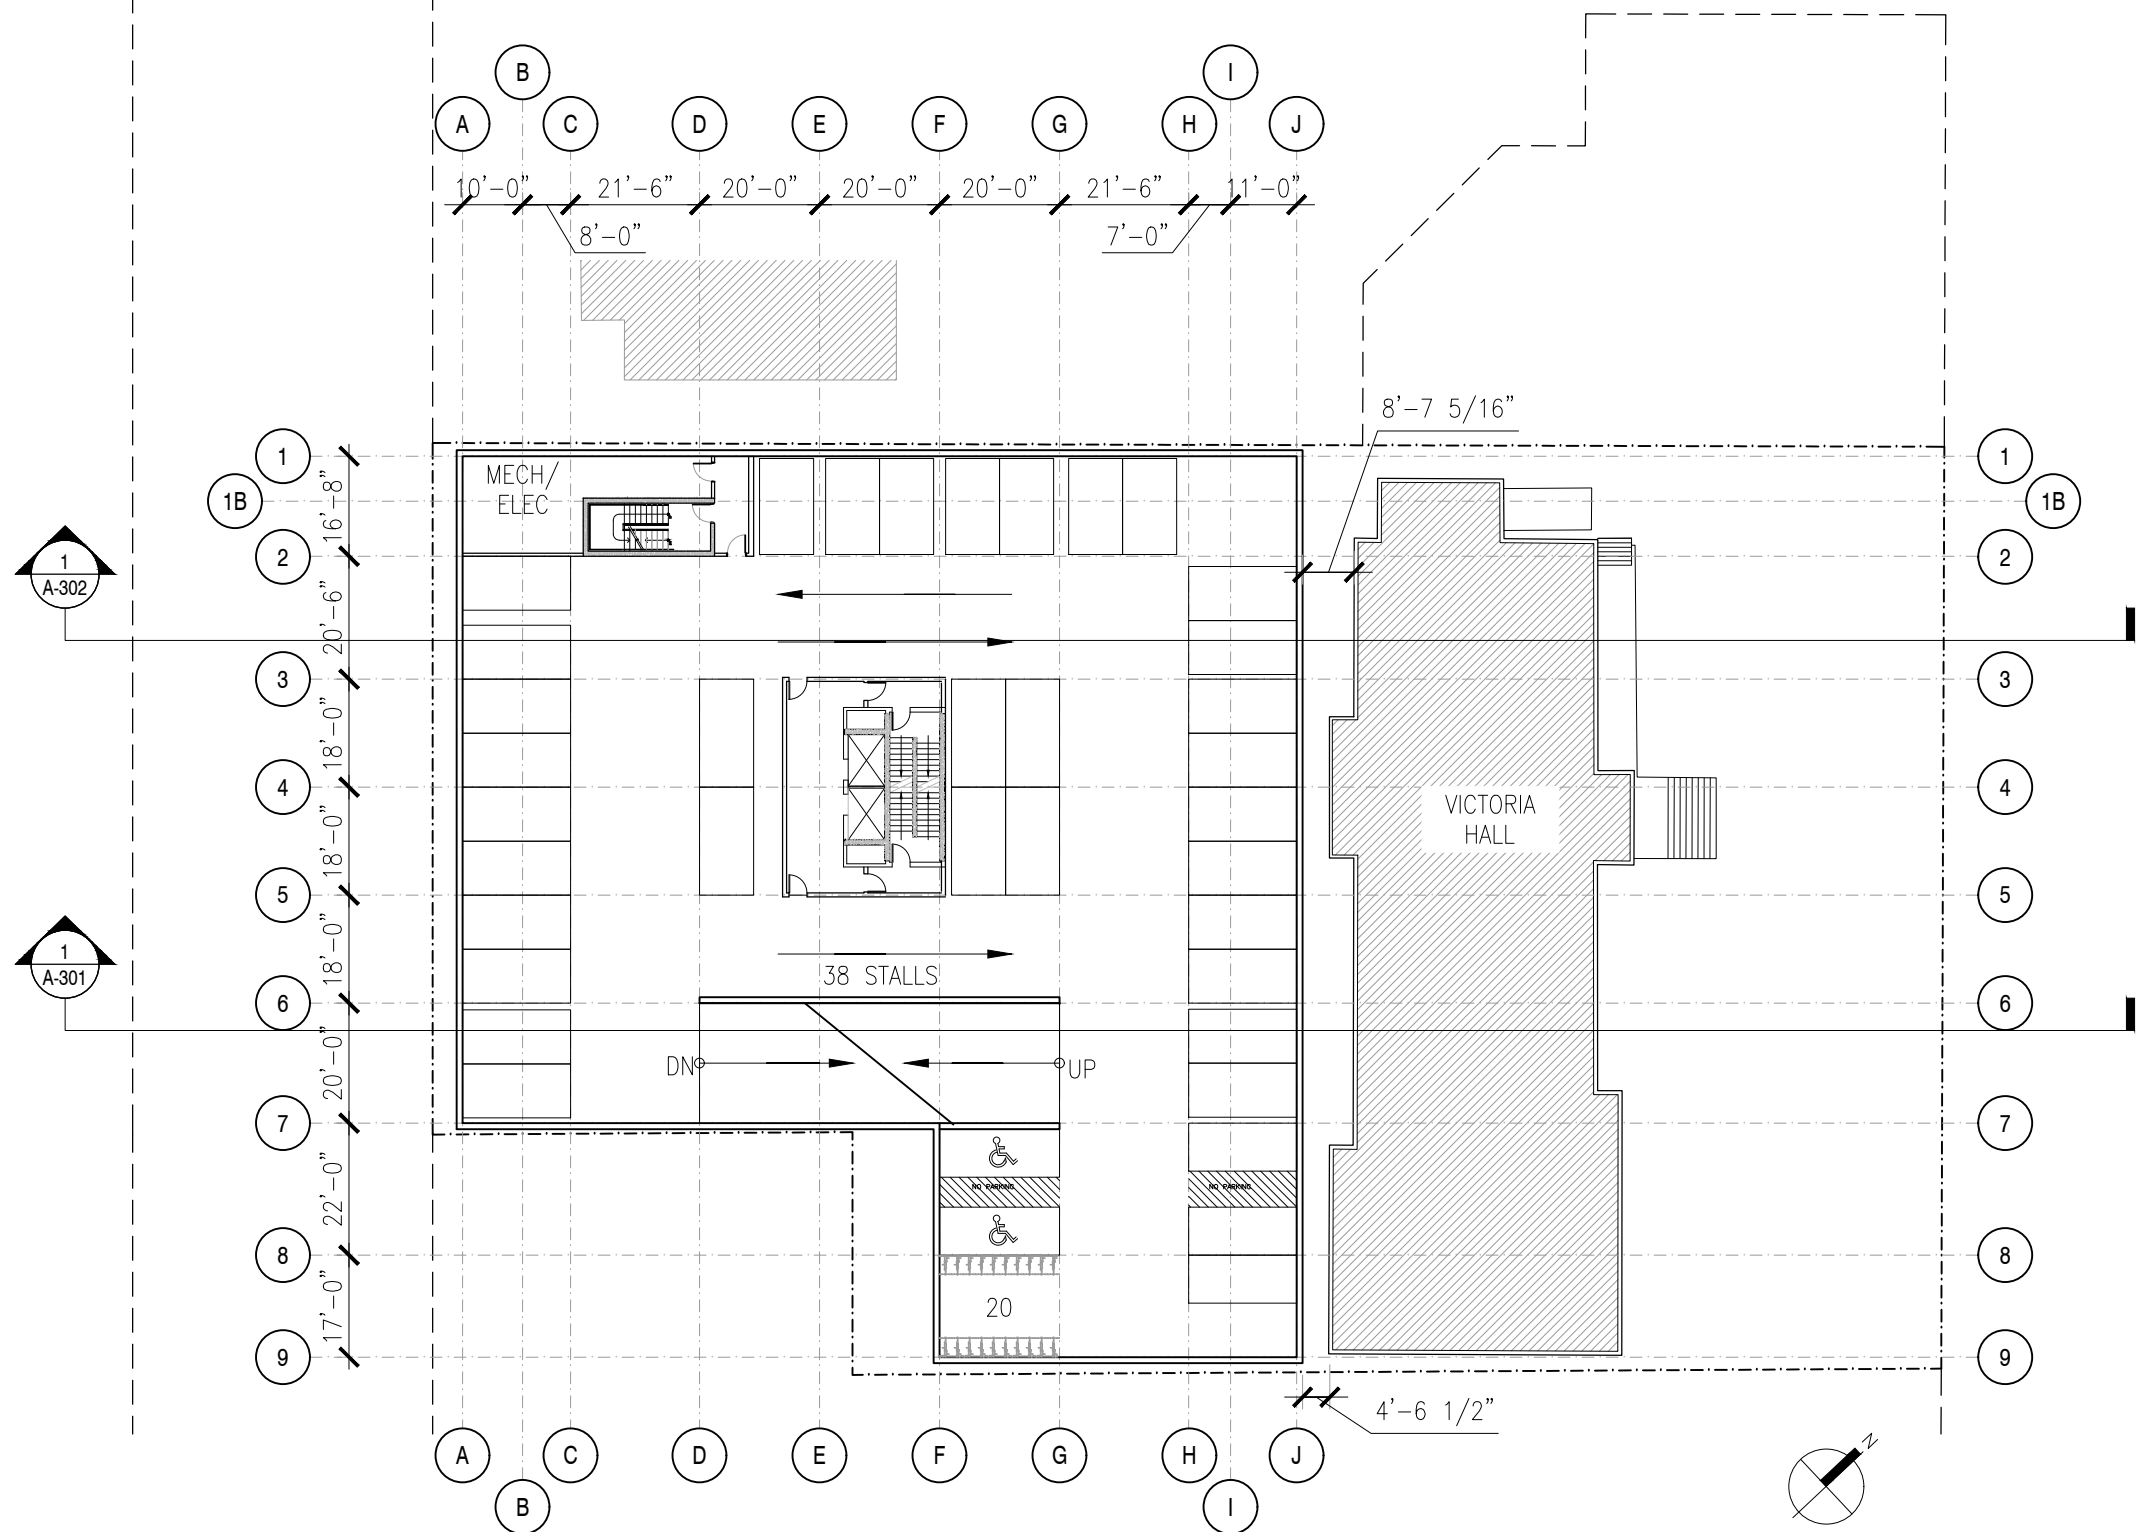 B I
A C D E F G H J
10'-0" 21'-6" 20'-0" 20'-0" 20'-0" 21'-6" 11'-0"
8'-0" 7'-0"
8'-7 5/16"
1 1
MECH/
ELEC
16'-8"
1B 1B
2 2
1
A-302
20'-6"
3 3
18'-0"
4 4
VICTORIA
HALL
18'-0"
5 5
1
A-301
18'-0"
38 STALLS
6 6
20'-0"
DN UP
7 7
22'-0"
NO PARKING NO PARKING
8 8
17'-0"
20
9 9
4'-6 1/2"
A C D E F G H J
B I
N